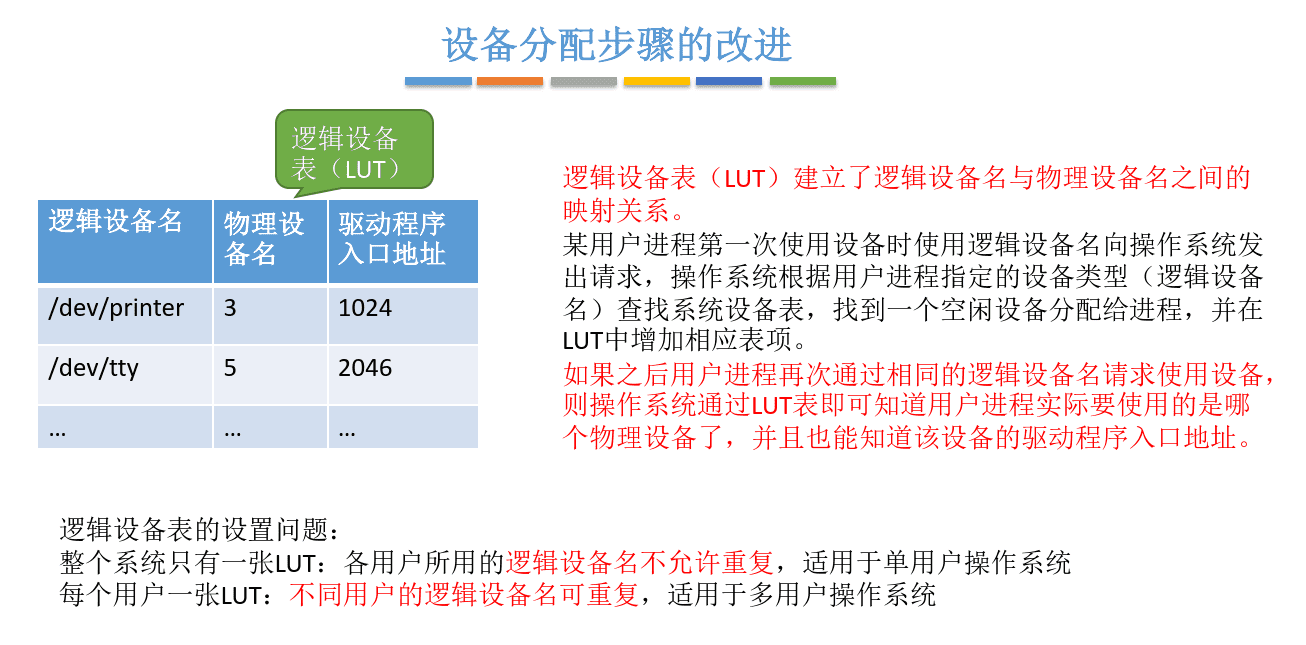 设备分配步骤的改进
逻辑设备
表（LUT）
逻辑设备名 物理设备名 驱动程序入口地址
/dev/printer 3 1024
/dev/tty 5 2046
... ... ...
逻辑设备表（LUT）建立了逻辑设备名与物理设备名之间的
映射关系。
某用户进程第一次使用设备时使用逻辑设备名向操作系统发
出请求，操作系统根据用户进程指定的设备类型（逻辑设备
名）查找系统设备表，找到一个空闲设备分配给进程，并在
LUT中增加相应表项。
如果之后用户进程再次通过相同的逻辑设备名请求使用设备，
则操作系统通过LUT表即可知道用户进程实际要使用的是哪
个物理设备了，并且也能知道该设备的驱动程序入口地址。
逻辑设备表的设置问题：
整个系统只有一张LUT：各用户所用的逻辑设备名不允许重复，适用于单用户操作系统
每个用户一张LUT：不同用户的逻辑设备名可重复，适用于多用户操作系统